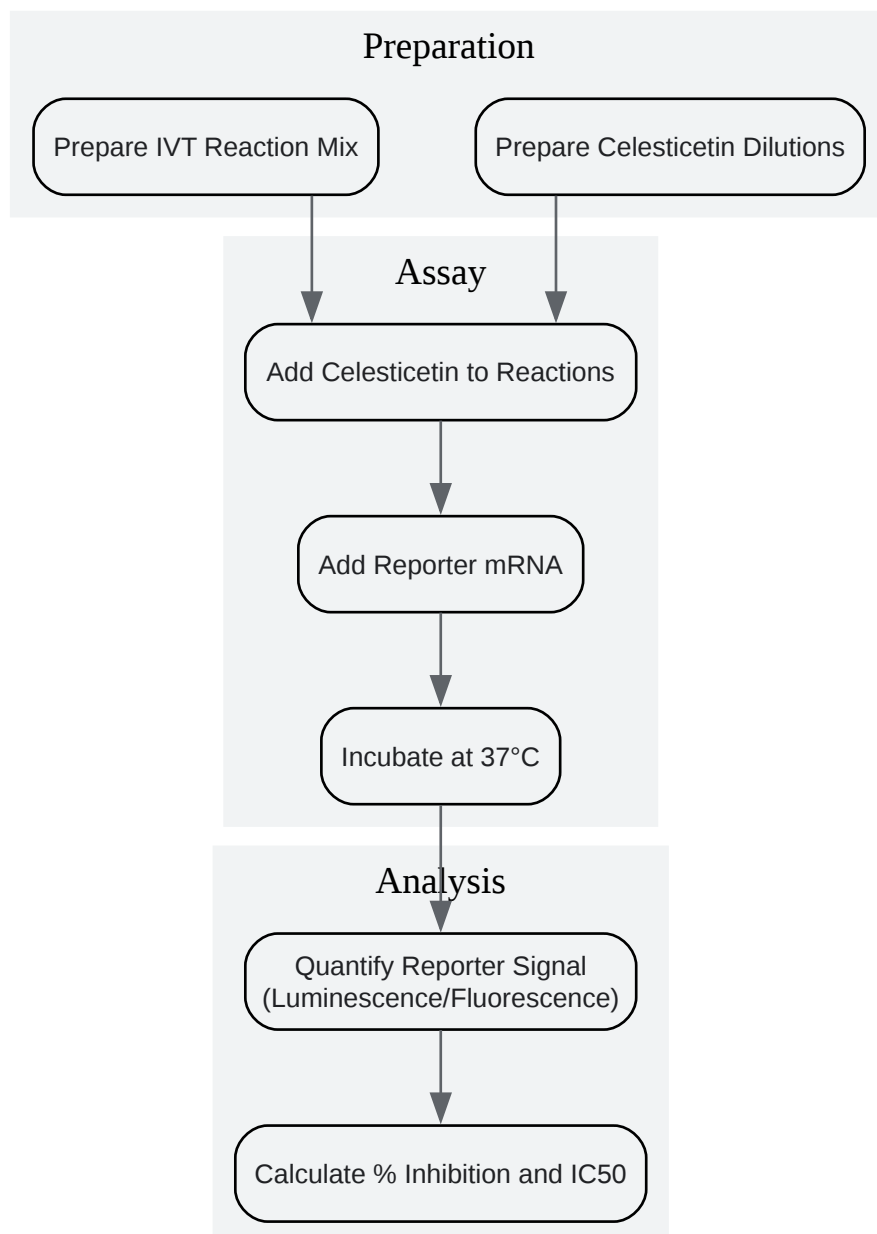 Preparation
Prepare IVT Reaction Mix
Prepare Celesticetin Dilutions
Assay
Add Celesticetin to Reactions
Add Reporter mRNA
Incubate at 37°C
Analysis
Quantify Reporter Signal
(Luminescence/Fluorescence)
Calculate % Inhibition and IC50